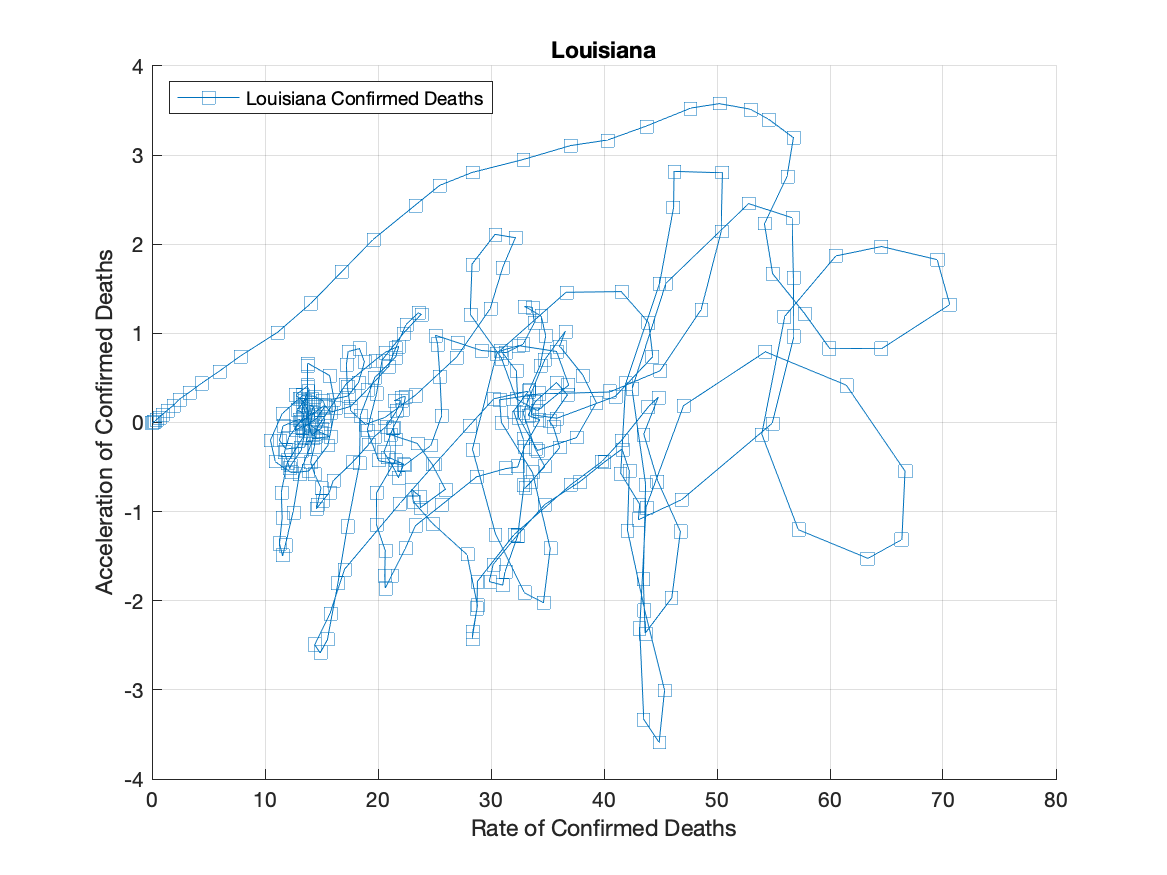 Louisiana
Louisiana Confirmed Deaths
4
3
2
1
0
-1
-2
-3
-4
Acceleration of Confirmed Deaths
0 10 20 30 40 50 60 70 80
Rate of Confirmed Deaths